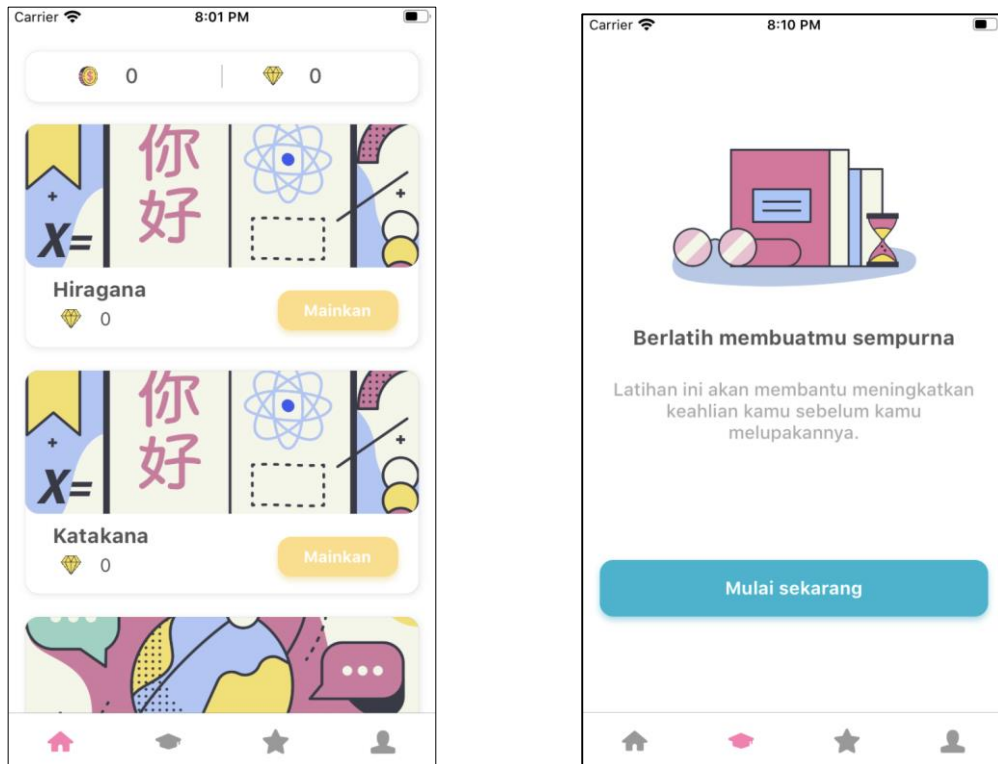 Carrier 8:01 PM
0 0
你
好
X=
Hiragana
0
Mainkan
你
好
X=
Katakana
0
Mainkan
Carrier 8:10 PM
Berlatih membuatmu sempurna
Latihan ini akan membantu meningkatkan
keahlian kamu sebelum kamu
melupakannya.
Mulai sekarang